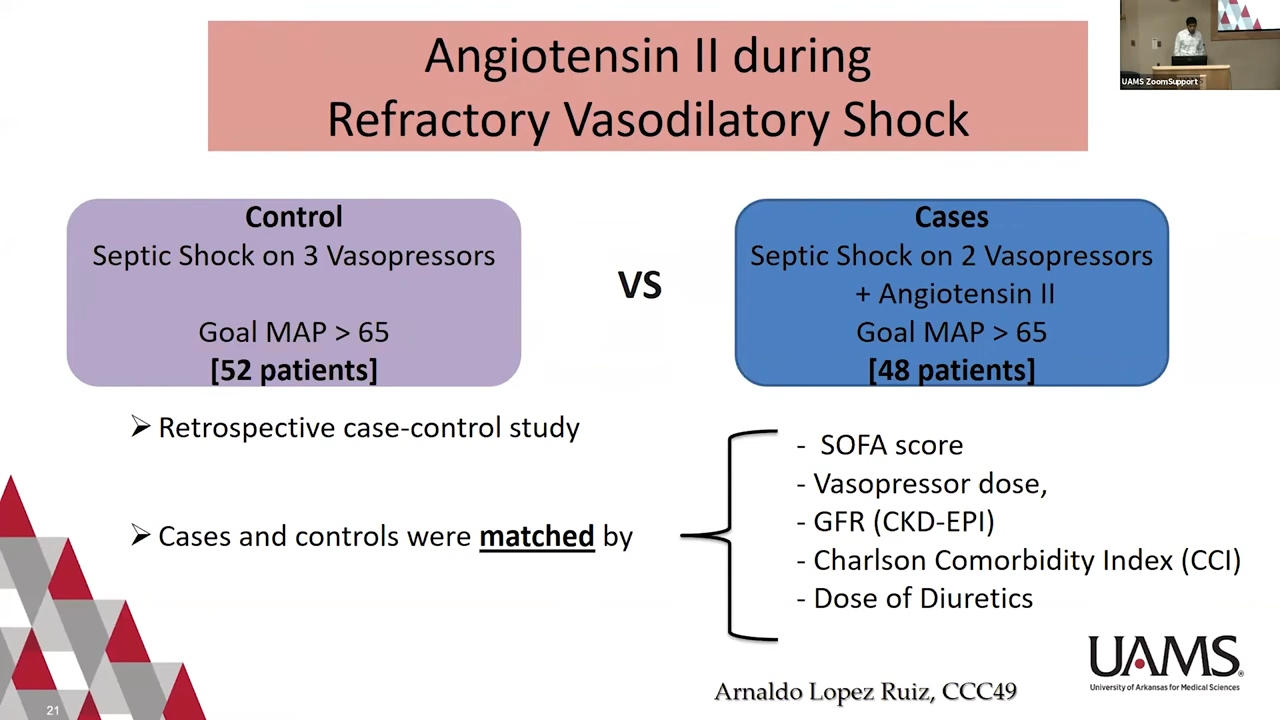 Angiotensin II during
Refractory Vasodilatory Shock
UAMS ZoomSupport
Control
Septic Shock on 3 Vasopressors
Goal MAP > 65
[52 patients]
VS
Cases
Septic Shock on 2 Vasopressors
+ Angiotensin II
Goal MAP > 65
[48 patients]
➢ Retrospective case-control study
➢ Cases and controls were matched by
- SOFA score
- Vasopressor dose,
- GFR (CKD-EPI)
- Charlson Comorbidity Index (CCI)
- Dose of Diuretics
UAMS®
University of Arkansas for Medical Sciences
Arnaldo Lopez Ruiz, CCC49
21